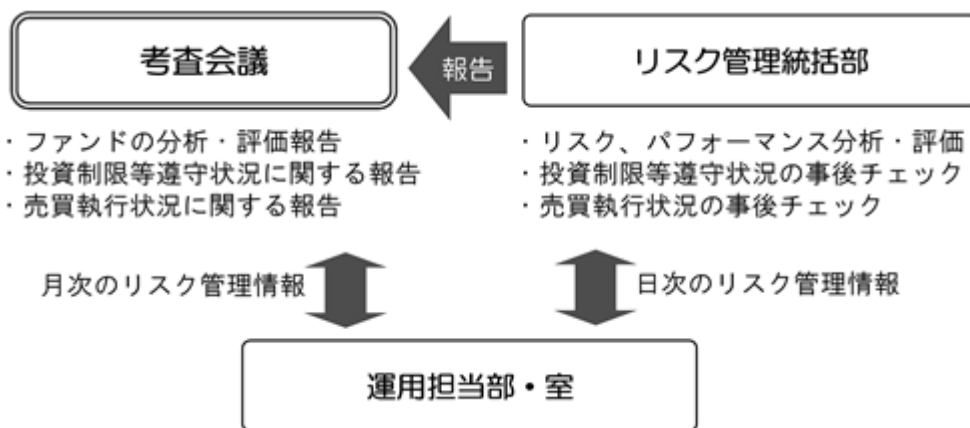 考査会議
報告
リスク管理統括部
・ファンドの分析・評価報告
・投資制限等遵守状況に関する報告
・売買執行状況に関する報告
・リスク、パフォーマンス分析・評価
・投資制限等遵守状況の事後チェック
・売買執行状況の事後チェック
月次のリスク管理情報
日次のリスク管理情報
運用担当部・室